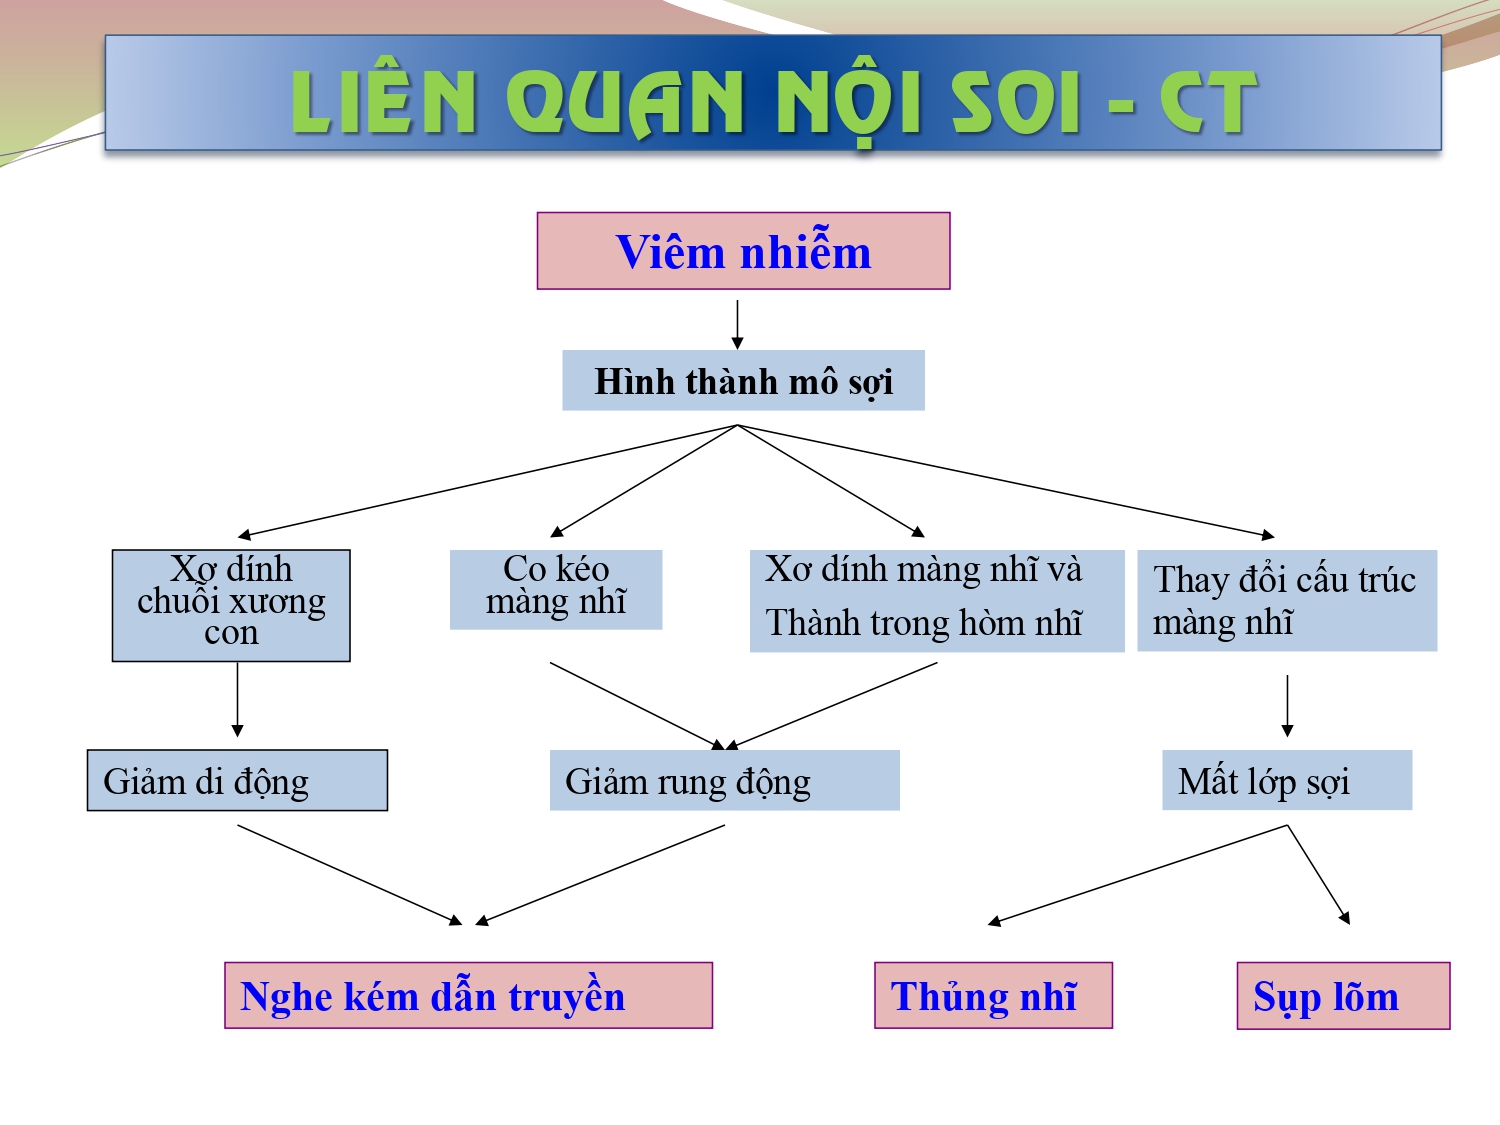 LIÊN QUAN NỘI SOI - CT
Viêm nhiễm
Hình thành mô sợi
Xơ dính
chuỗi xương
con
Co kéo
màng nhĩ
Xơ dính màng nhĩ và
Thành trong hòm nhĩ
Thay đổi cấu trúc
màng nhĩ
Giảm di động
Giảm rung động
Mất lớp sợi
Nghe kém dẫn truyền
Thủng nhĩ
Sụp lõm